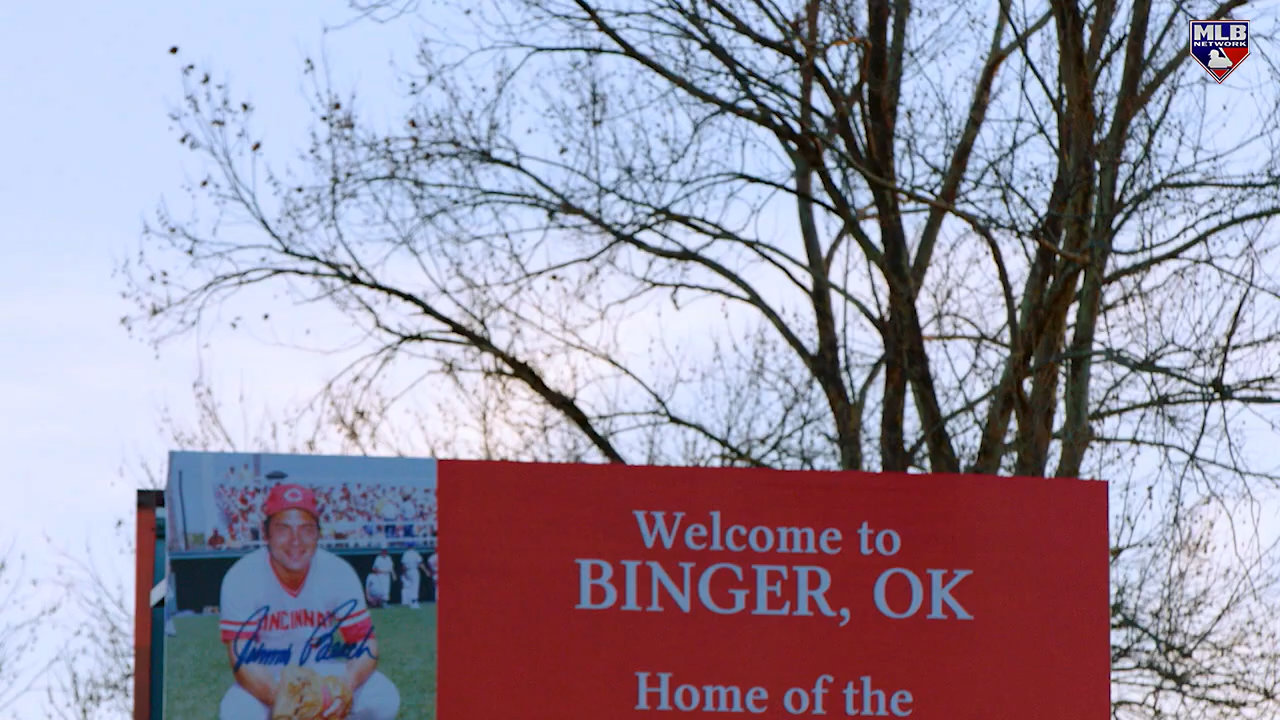 MLB
NETWORK
Welcome to
BINGER, OK
Home of the
CINCINNATI
Johnny Bench